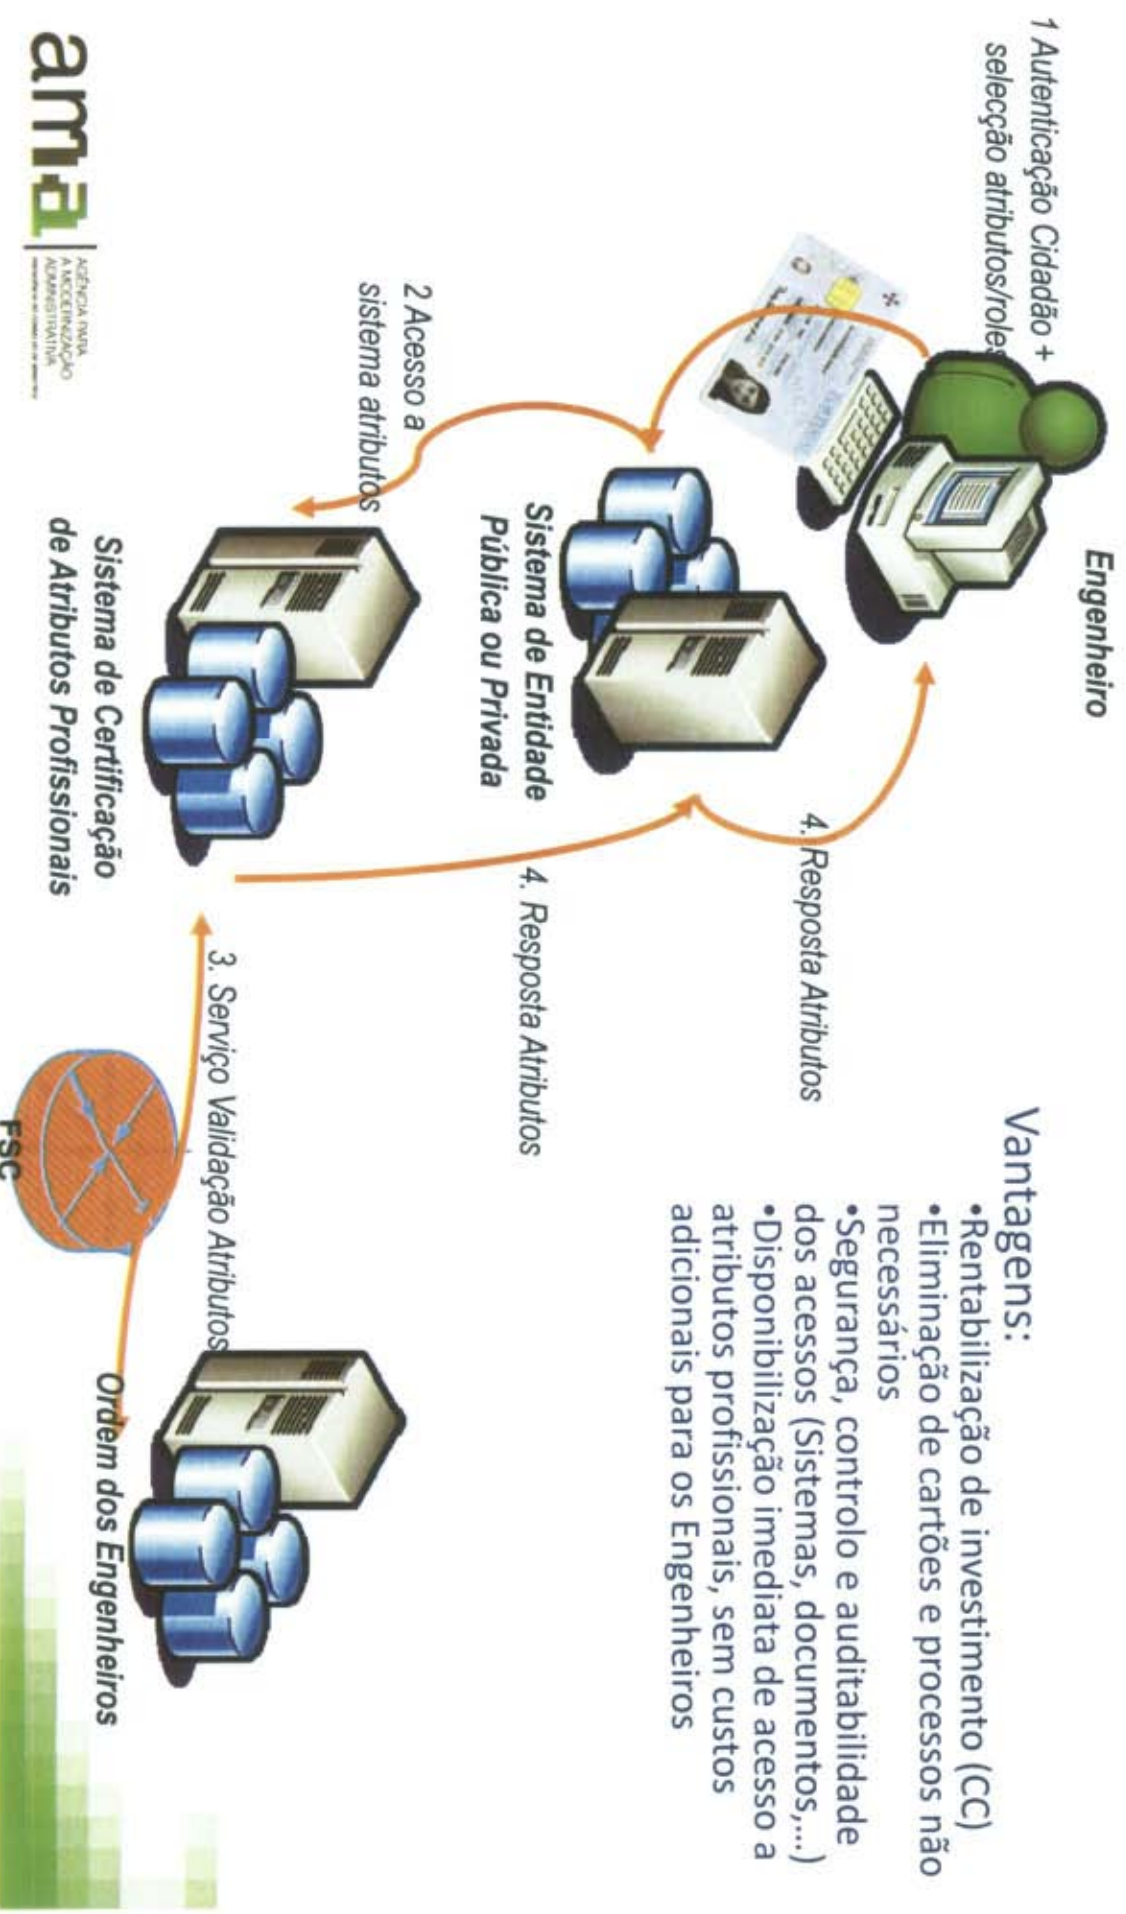 Engenheiro
1 Autenticação Cidadão +
selecção atributos/roles
4. Resposta Atributos
Sistema de Entidade
Pública ou Privada
2 Acesso a
sistema atributos
4. Resposta Atributos
3. Serviço Validação Atributos
Sistema de Certificação
de Atributos Profissionais
Ordem dos Engenheiros
FSC
Vantagens:
•Rentabilização de investimento (CC)
•Eliminação de cartões e processos não
necessários
•Segurança, controlo e auditabilidade
dos acessos (Sistemas, documentos,...)
•Disponibilização imediata de acesso a
atributos profissionais, sem custos
adicionais para os Engenheiros
ama
AGÊNCIA PARA
A MODERNIZAÇÃO
ADMINISTRATIVA